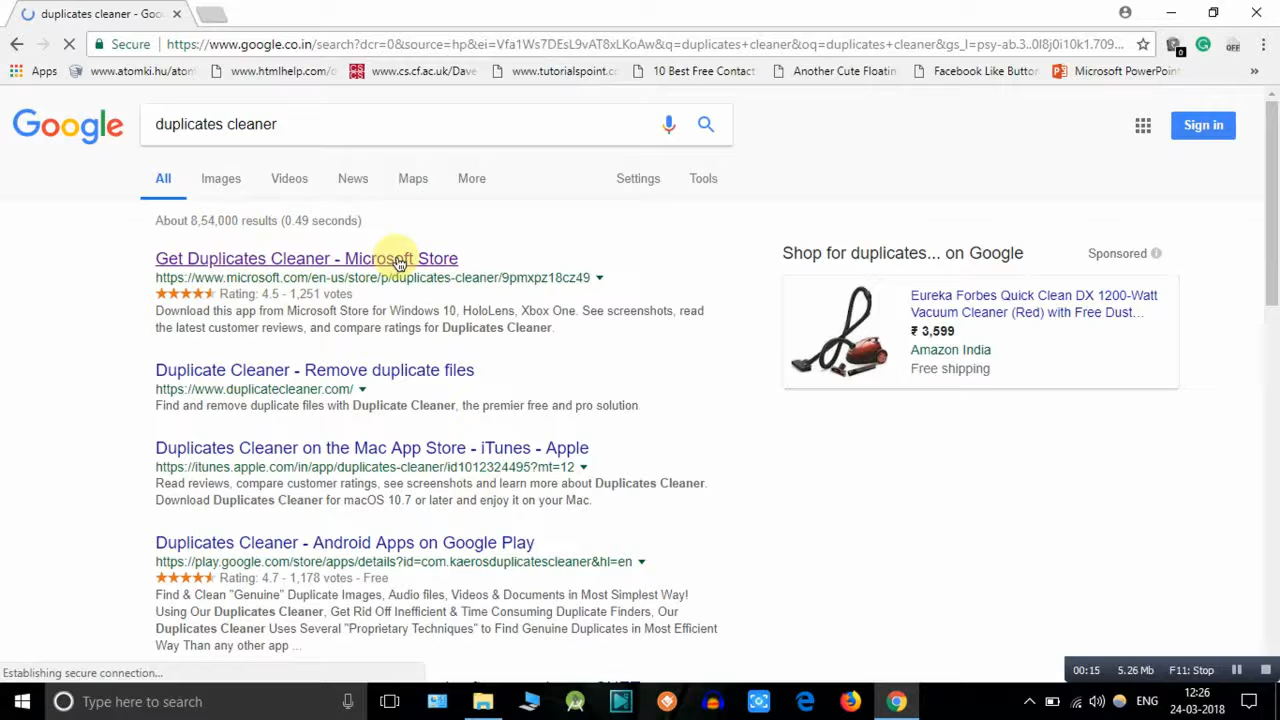 duplicates cleaner - Goo
Secure
https://www.google.co.in/search?dcr=0&source=hp&ei=Vfa1Ws7DEsL9vAT8xLKoAw&q=duplicates+cleaner&oq=duplicates+cleaner&gs_l=psy-ab.3..0l8j0i10k1.709...
OFF
Apps
www.atomki.hu/atom
www.htmlhelp.com/d
CS
www.cs.cf.ac.uk/Dave
www.tutorialspoint.c
10 Best Free Contact
Another Cute Floatin
Facebook Like Button
Microsoft PowerPoint
Google
duplicates cleaner
Sign in
All
Images
Videos
News
Maps
More
Settings
Tools
About 8,54,000 results (0.49 seconds)
Get Duplicates Cleaner - Microsoft Store
https://www.microsoft.com/en-us/store/p/duplicates-cleaner/9pmxpz18cz49
Rating: 4.5 - 1,251 votes
Download this app from Microsoft Store for Windows 10, HoloLens, Xbox One. See screenshots, read
the latest customer reviews, and compare ratings for Duplicates Cleaner.
Duplicate Cleaner - Remove duplicate files
https://www.duplicatecleaner.com/
Find and remove duplicate files with Duplicate Cleaner, the premier free and pro solution.
Duplicates Cleaner on the Mac App Store - iTunes - Apple
https://itunes.apple.com/in/app/duplicates-cleaner/id1012324495?mt=12
Read reviews, compare customer ratings, see screenshots and learn more about Duplicates Cleaner.
Download Duplicates Cleaner for macOS 10.7 or later and enjoy it on your Mac.
Duplicates Cleaner - Android Apps on Google Play
https://play.google.com/store/apps/details?id=com.kaerosduplicatescleaner&hl=en
Rating: 4.7 - 1,178 votes - Free
Find & Clean "Genuine" Duplicate Images, Audio files, Videos & Documents in Most Simplest Way!
Using Our Duplicates Cleaner, Get Rid Off Inefficient & Time Consuming Duplicate Finders, Our
Duplicates Cleaner Uses Several "Proprietary Techniques" to Find Genuine Duplicates in Most Efficient
Way Than any other app ...
Shop for duplicates... on Google
Sponsored
Eureka Forbes Quick Clean DX 1200-Watt
Vacuum Cleaner (Red) with Free Dust...
₹ 3,599
Amazon India
Free shipping
Establishing secure connection...
00:15
5.26 Mb
F11: Stop
Type here to search
ENG
12:26
24-03-2018